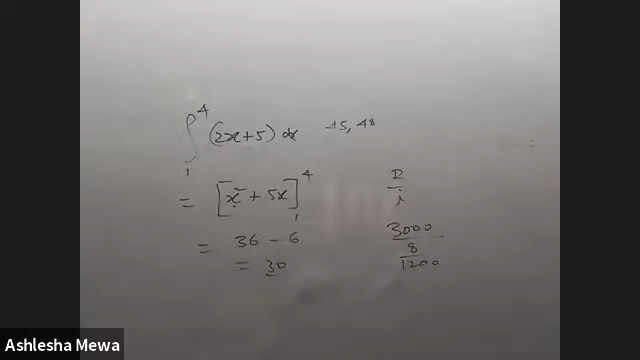 ∫₁⁴ (2x+5) dx 15, 48
= [x² + 5x]₁⁴
R/i
= 36 - 6
= 30
3000
8
1200
Ashlesha Mewa